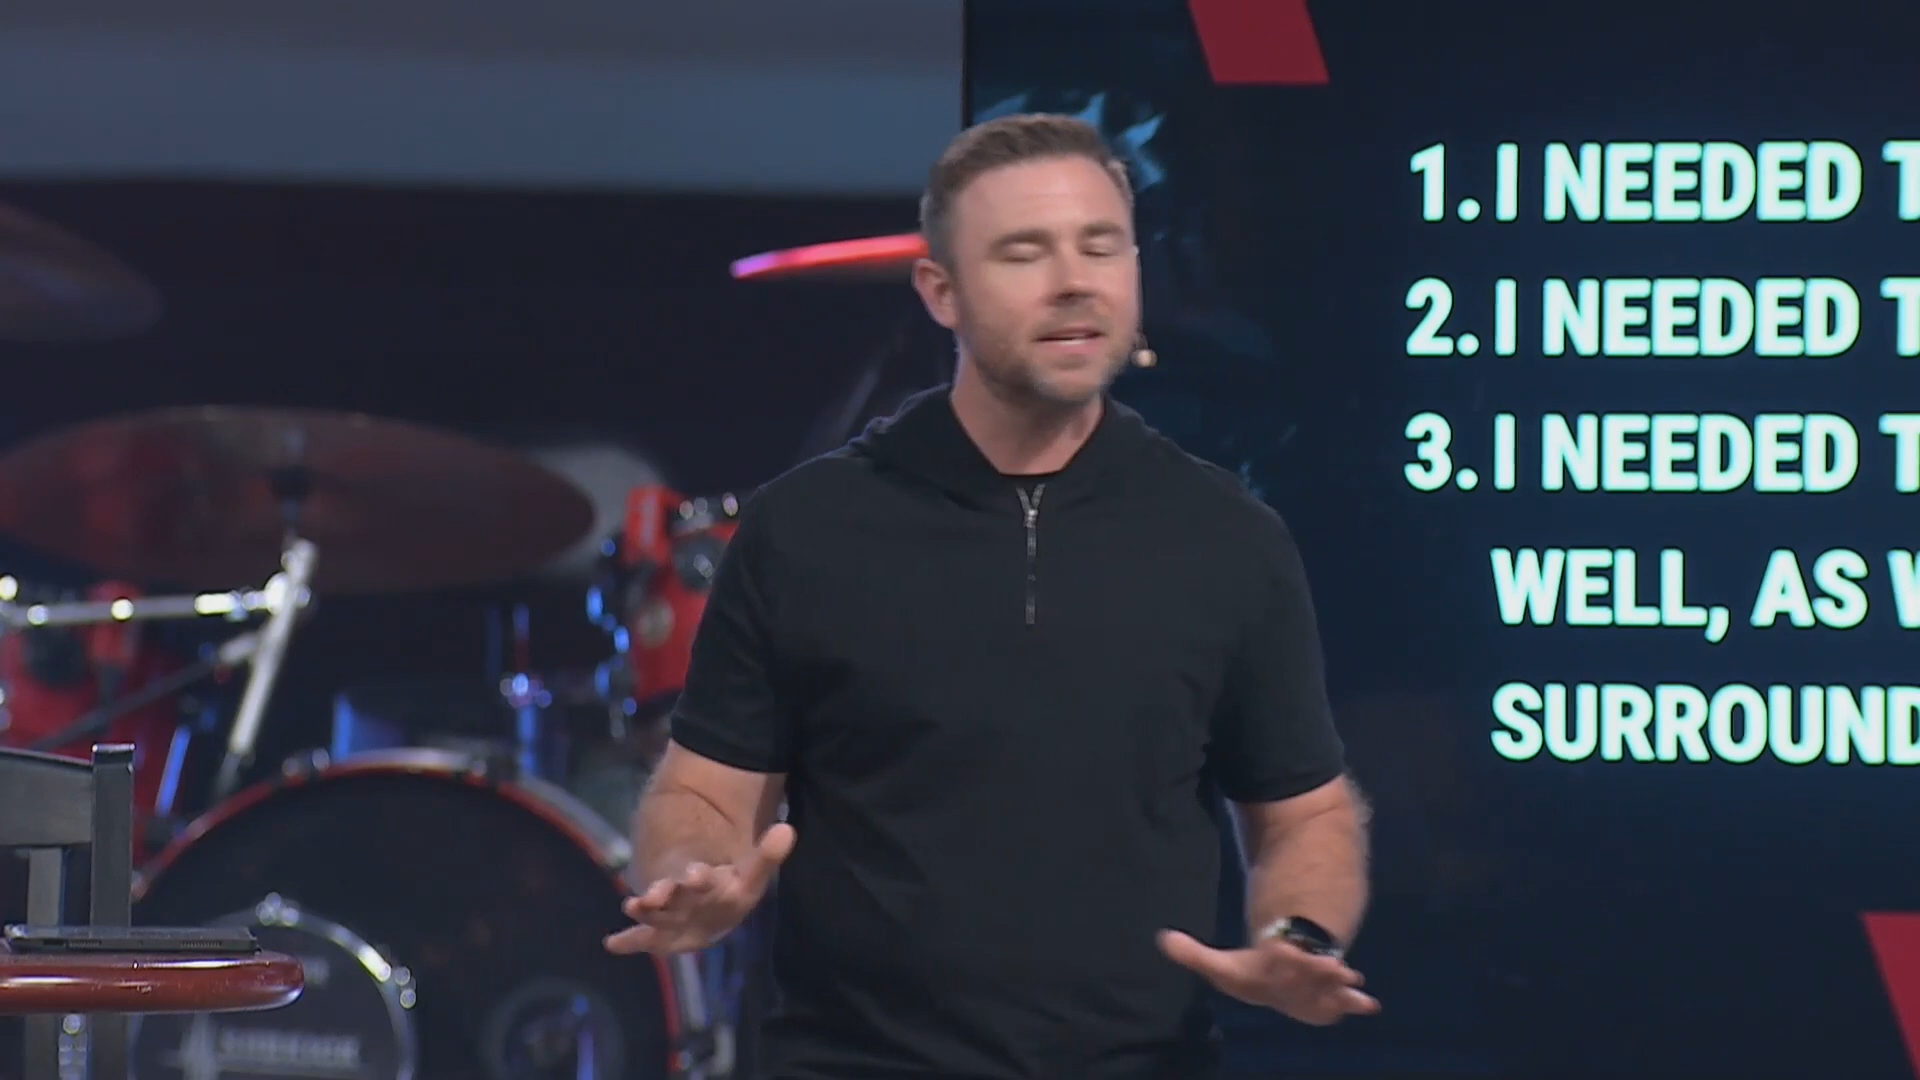 1. I NEEDED T
2. I NEEDED T
3. I NEEDED T
WELL, AS W
SURROUND